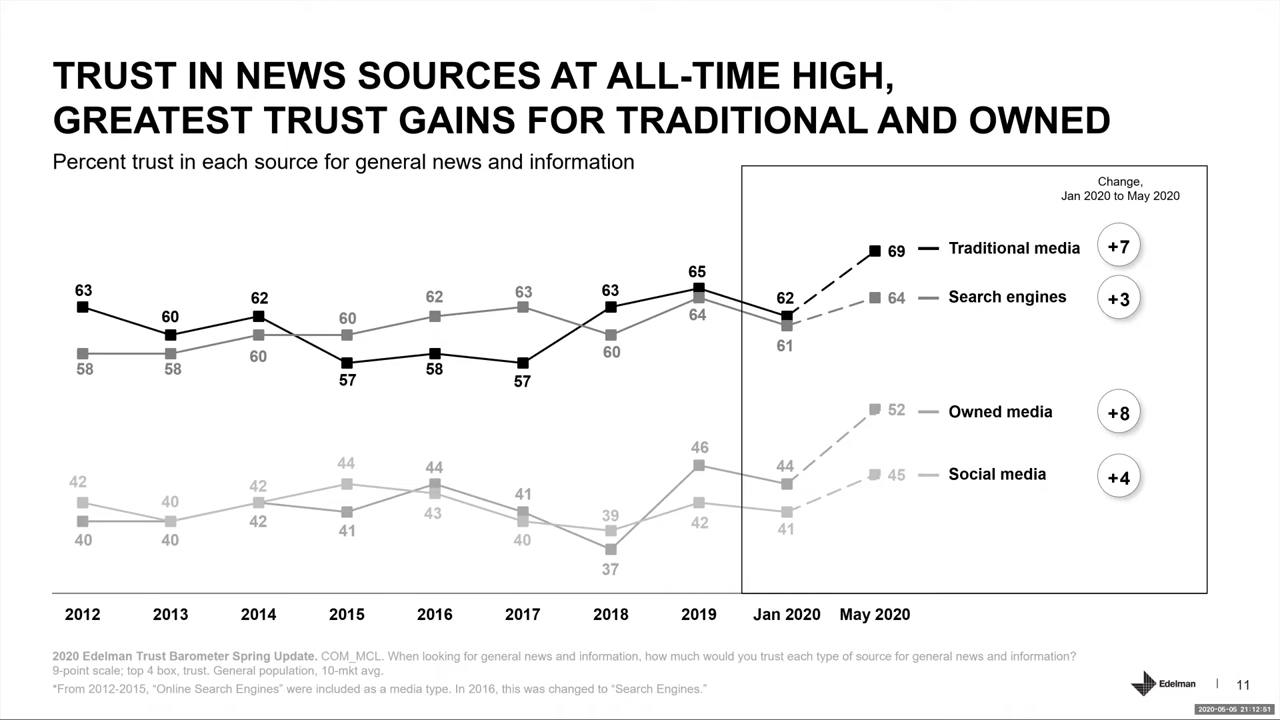 TRUST IN NEWS SOURCES AT ALL-TIME HIGH,
GREATEST TRUST GAINS FOR TRADITIONAL AND OWNED
Percent trust in each source for general news and information
Change,
Jan 2020 to May 2020
69 Traditional media +7
64 Search engines +3
52 Owned media +8
45 Social media +4
63 60 62 57 58 57 63 65 62
58 58 60 60 62 63 60 64 61
40 40 42 41 44 41 37 46 44
42 40 42 44 43 40 39 42 41
2012 2013 2014 2015 2016 2017 2018 2019 Jan 2020 May 2020
2020 Edelman Trust Barometer Spring Update. COM_MCL. When looking for general news and information, how much would you trust each type of source for general news and information?
9-point scale; top 4 box, trust. General population, 10-mkt avg.
*From 2012-2015, “Online Search Engines” were included as a media type. In 2016, this was changed to “Search Engines.”
Edelman | 11
2020-05-05 21:12:51